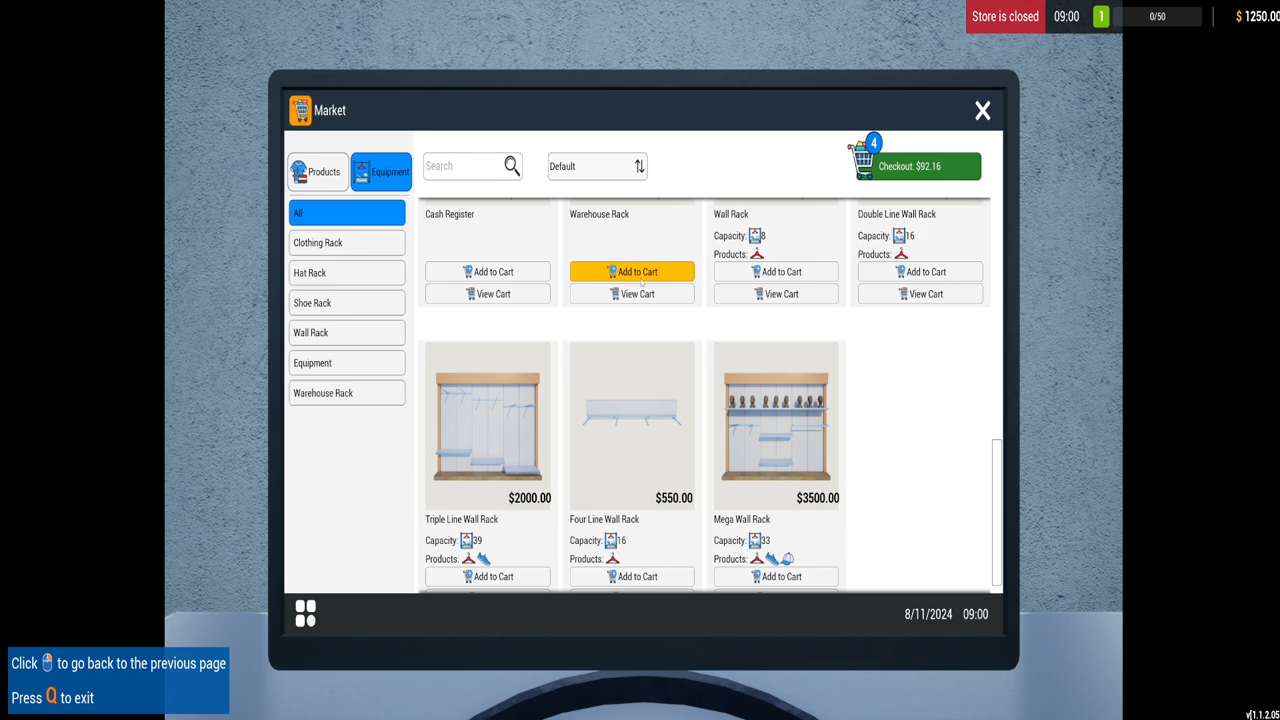 Store is closed 09:00 1 0/50 $ 1250.00
Market X
Products Equipment Search Default 4 Checkout: $92.16
All
Clothing Rack
Hat Rack
Shoe Rack
Wall Rack
Equipment
Warehouse Rack
Cash Register Warehouse Rack Wall Rack Double Line Wall Rack
Capacity: 8 Capacity: 16
Products: Products:
Add to Cart Add to Cart Add to Cart Add to Cart
View Cart View Cart View Cart View Cart
$2000.00 $550.00 $3500.00
Triple Line Wall Rack Four Line Wall Rack Mega Wall Rack
Capacity: 39 Capacity: 16 Capacity: 33
Products: Products: Products:
Add to Cart Add to Cart Add to Cart
8/11/2024 09:00
Click to go back to the previous page
Press Q to exit